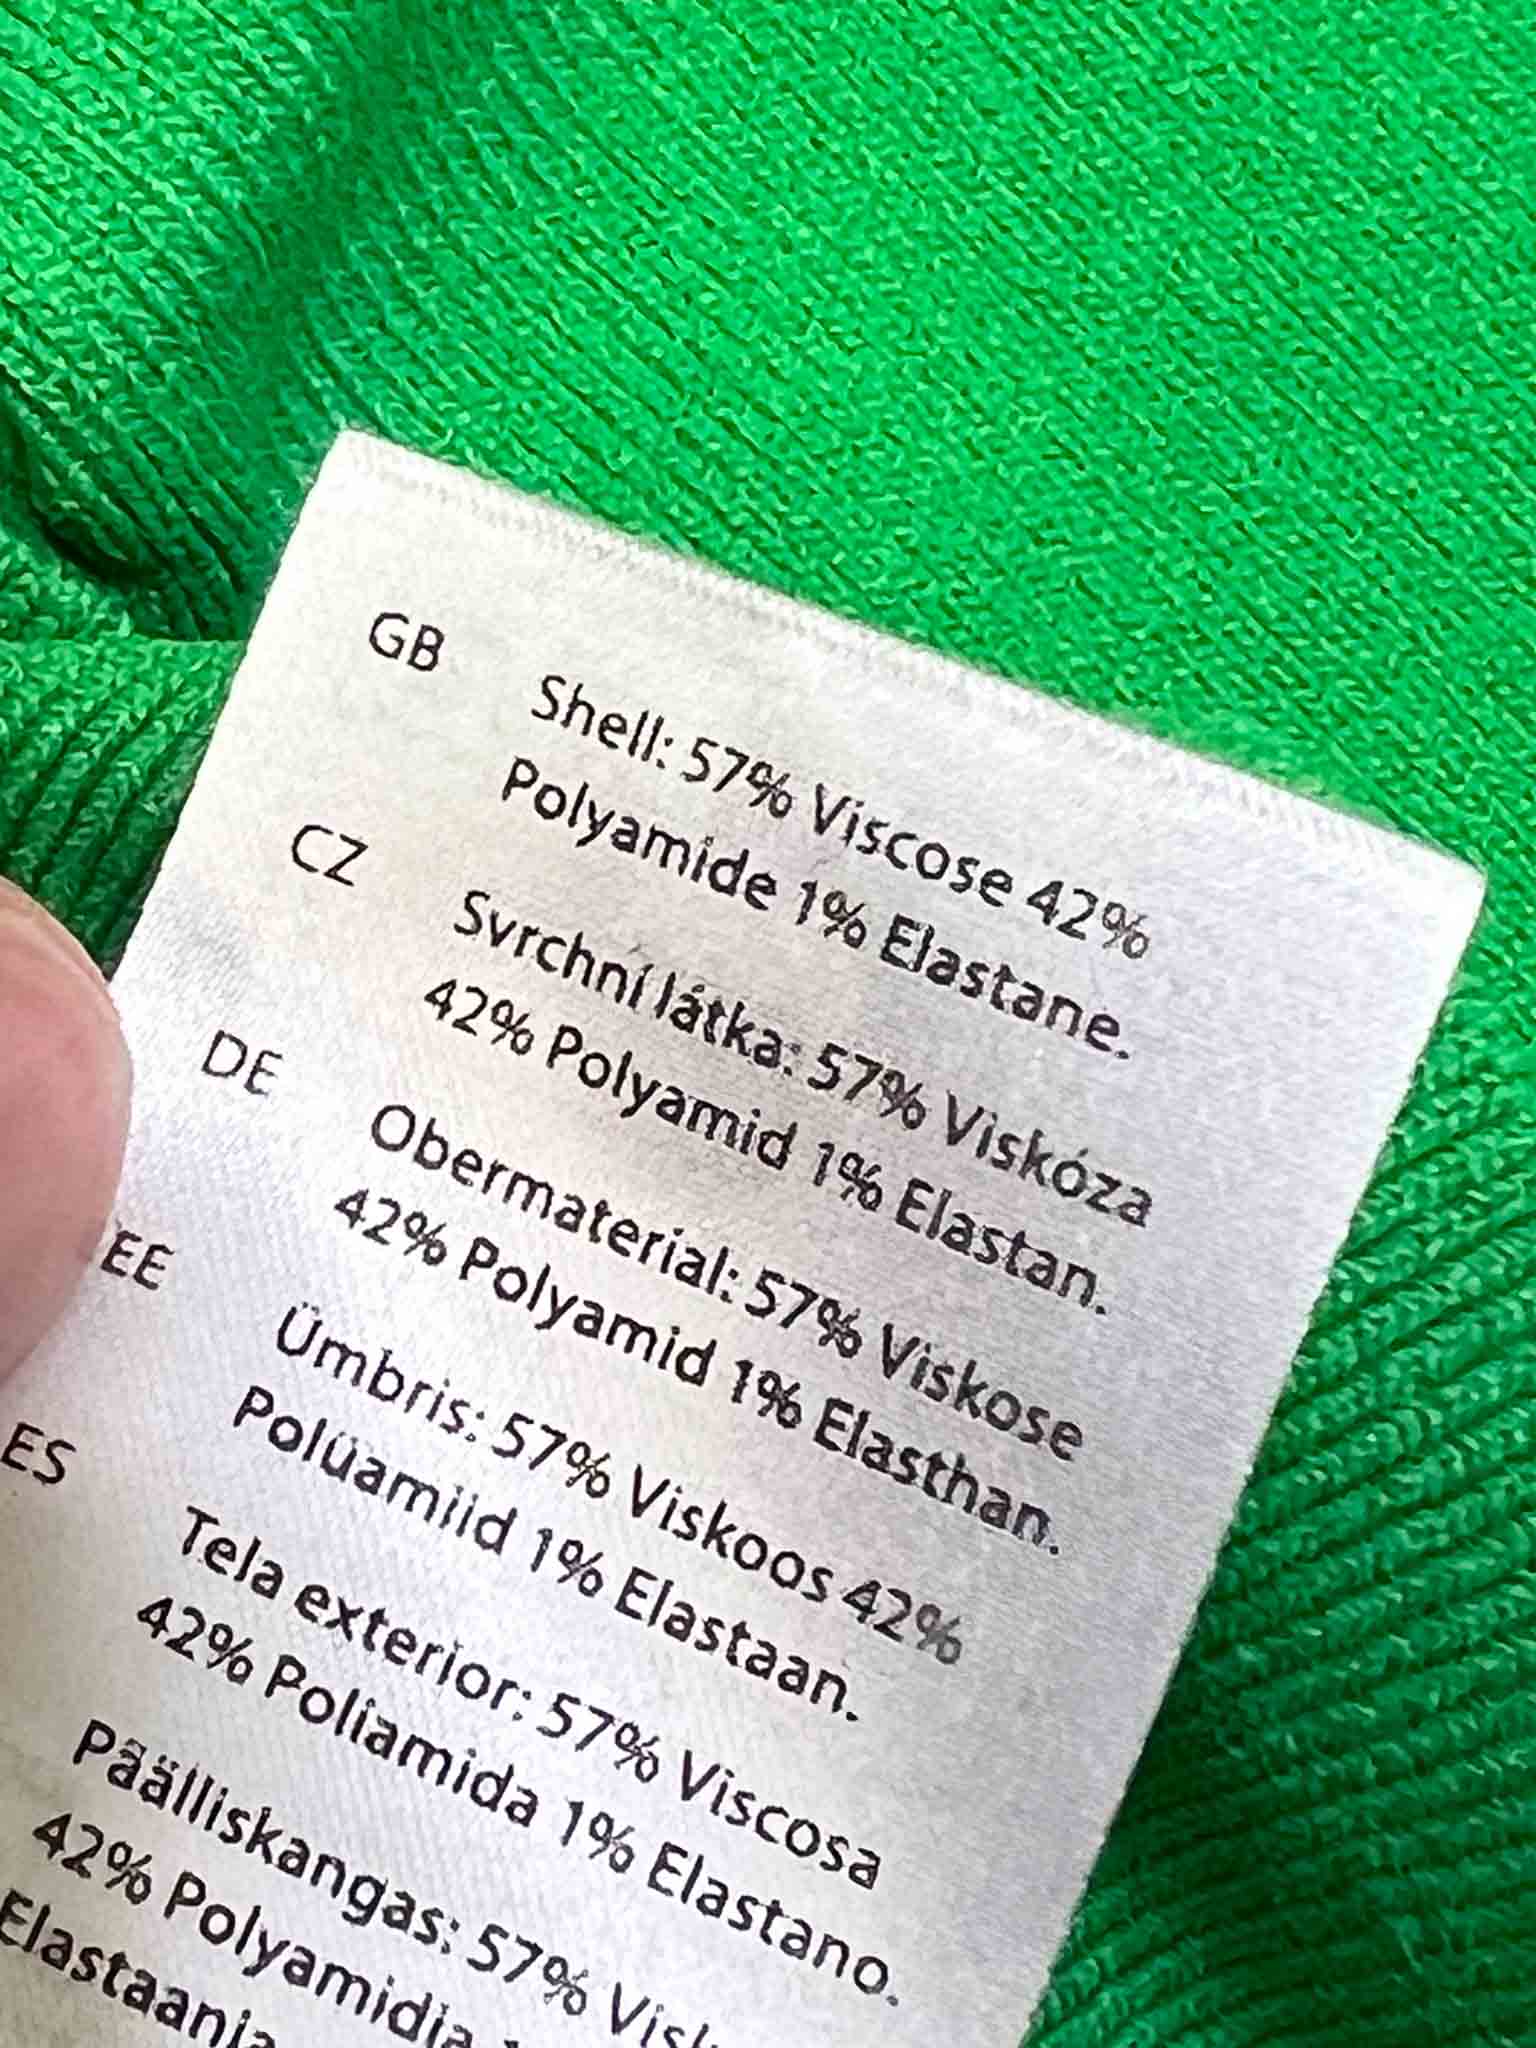 GB Shell: 57% Viscose 42%
Polyamide 1% Elastane.
CZ Svrchní látka: 57% Viskóza
42% Polyamid 1% Elastan.
DE Obermaterial: 57% Viskose
42% Polyamid 1% Elasthan.
EE Ümbris: 57% Viskoos 42%
Polüamiid 1% Elastaan.
ES Tela exterior: 57% Viscosa
42% Poliamida 1% Elastano.
Päälliskangas: 57%
42% Polyamidia
Elastaania